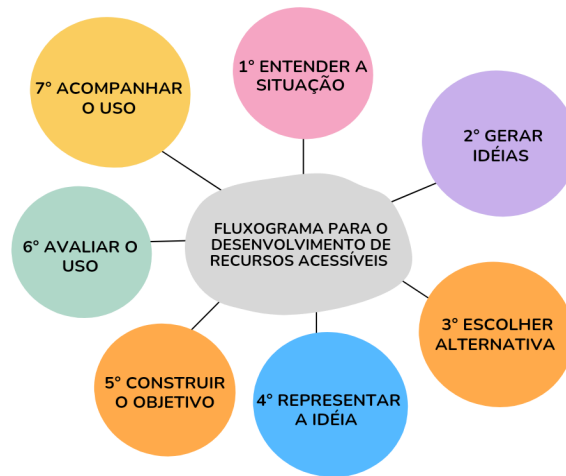 FLUXOGRAMA PARA O
DESENVOLVIMENTO DE
RECURSOS ACESSÍVEIS
1° ENTENDER A
SITUAÇÃO
2° GERAR
IDÉIAS
3° ESCOLHER
ALTERNATIVA
4° REPRESENTAR
A IDÉIA
5° CONSTRUIR
O OBJETIVO
6° AVALIAR O
USO
7° ACOMPANHAR
O USO